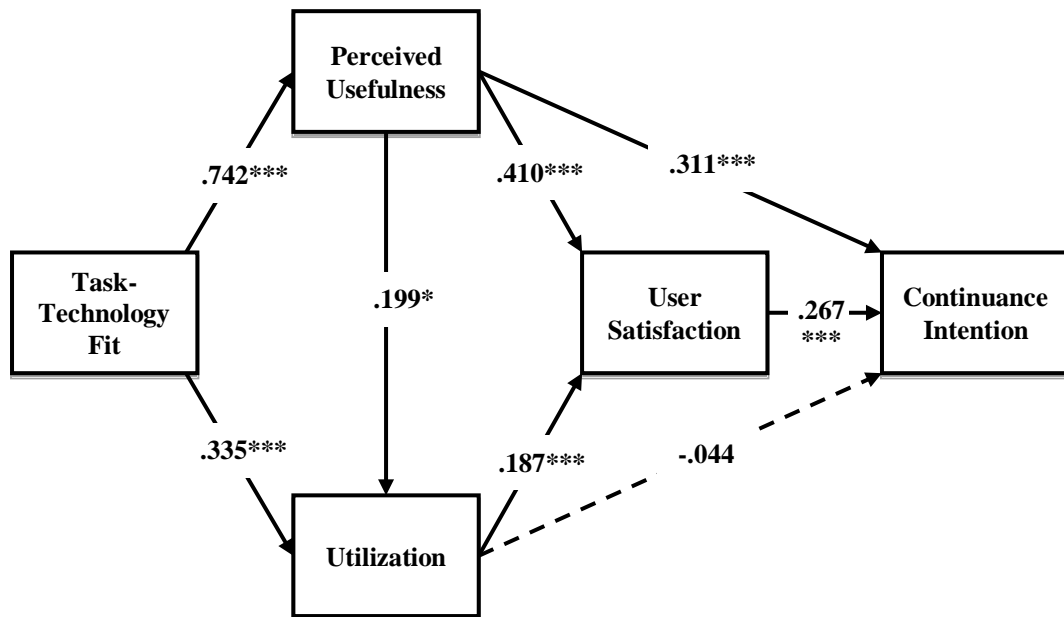 Perceived
Usefulness
.742***
.410***
.311***
Task-
Technology
Fit
.199*
User
Satisfaction
.267
***
Continuance
Intention
.335***
.187***
-.044
Utilization